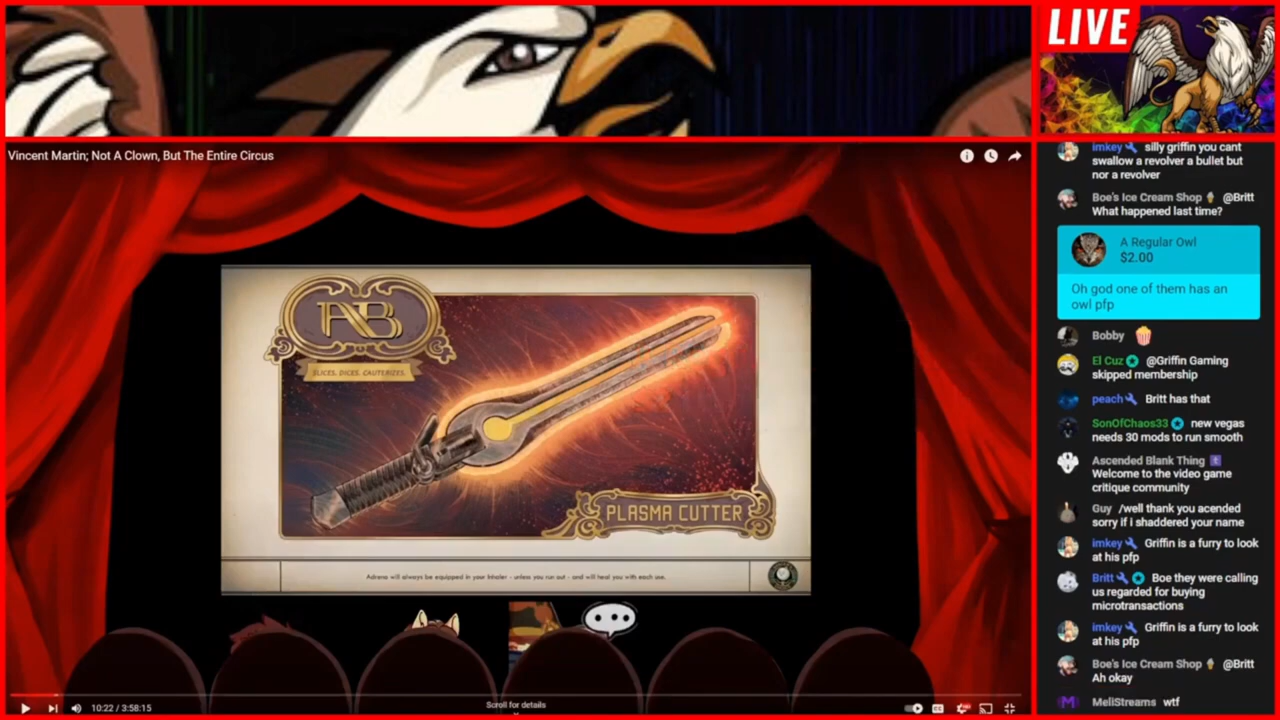 LIVE
Vincent Martin; Not A Clown, But The Entire Circus
AB
SLICES. DICES. CAUTERIZES.
PLASMA CUTTER
Adrena will always be equipped in your Inhaler - unless you run out - and will heal you with each use.
10:22 / 3:58:15
Scroll for details
imkey silly griffin you cant
swallow a revolver a bullet but
nor a revolver
Boe's Ice Cream Shop @Britt
What happened last time?
A Regular Owl
$2.00
Oh god one of them has an
owl pfp
Bobby
El Cuz @Griffin Gaming
skipped membership
peach Britt has that
SonOfChaos33 new vegas
needs 30 mods to run smooth
Ascended Blank Thing
Welcome to the video game
critique community
Guy /well thank you acended
sorry if i shaddered your name
imkey Griffin is a furry to look
at his pfp
Britt Boe they were calling
us regarded for buying
microtransactions
imkey Griffin is a furry to look
at his pfp
Boe's Ice Cream Shop @Britt
Ah okay
MeliStreams wtf